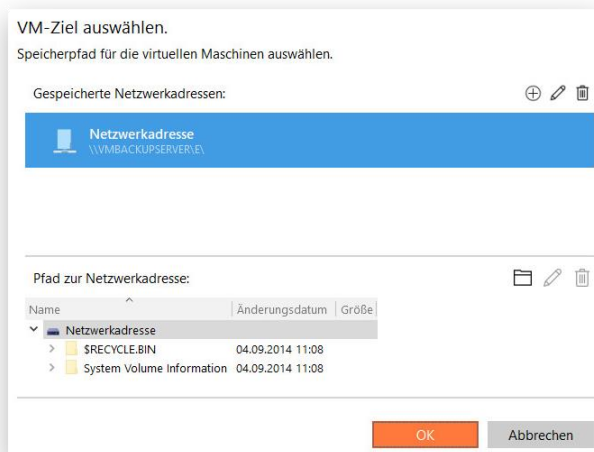 VM-Ziel auswählen.
Speicherpfad für die virtuellen Maschinen auswählen.
Gespeicherte Netzwerkadressen:
Netzwerkadresse
\\VMBACKUPSERVER\E\
Pfad zur Netzwerkadresse:
Name Änderungsdatum Größe
Netzwerkadresse
$RECYCLE.BIN 04.09.2014 11:08
System Volume Information 04.09.2014 11:08
OK Abbrechen